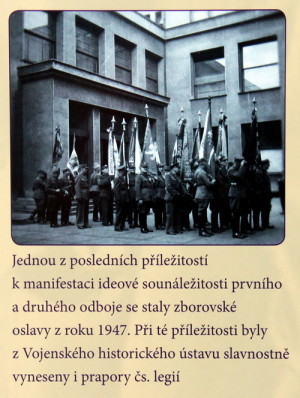 Jednou z posledních příležitostí
k manifestaci ideové sounáležitosti prvního
a druhého odboje se staly zborovské
oslavy z roku 1947. Při té příležitosti byly
z Vojenského historického ústavu slavnostně
vyneseny i prapory čs. legií